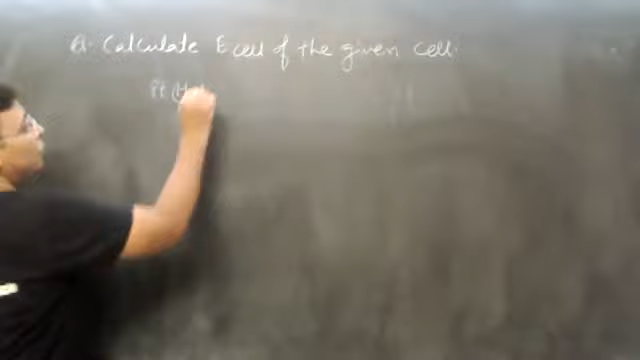 Q. Calculate Ecell of the given cell.
Pt (H